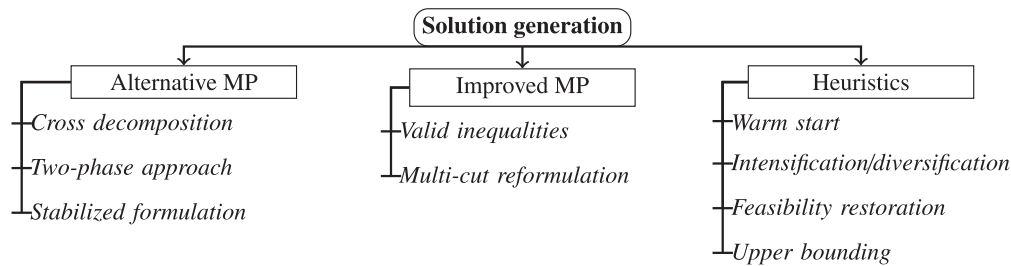 Solution generation
Alternative MP
Cross decomposition
Two-phase approach
Stabilized formulation
Improved MP
Valid inequalities
Multi-cut reformulation
Heuristics
Warm start
Intensification/diversification
Feasibility restoration
Upper bounding